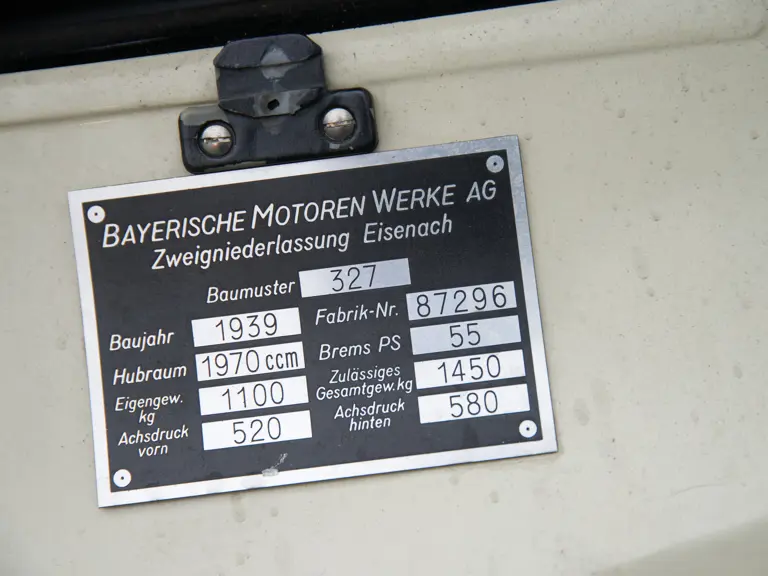 BAYERISCHE MOTOREN WERKE AG
Zweigniederlassung Eisenach
Baumuster 327
Baujahr 1939 Fabrik-Nr. 87296
Hubraum 1970 ccm Brems PS 55
Eigengew. kg 1100 Zulässiges Gesamtgew. kg 1450
Achsdruck vorn 520 Achsdruck hinten 580